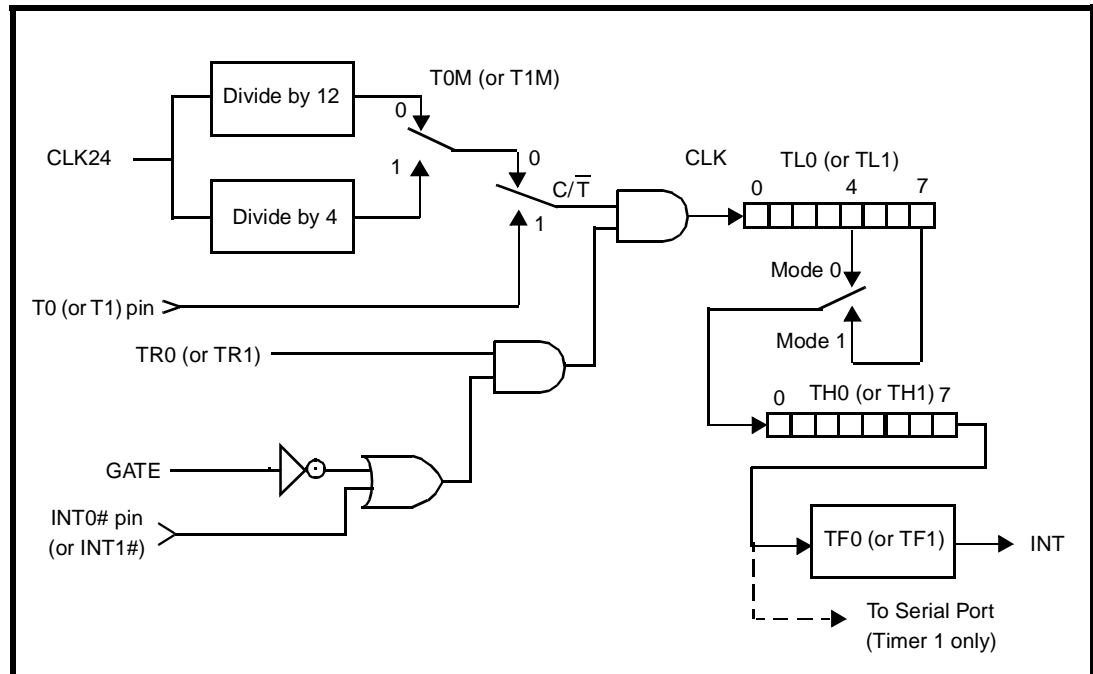 T0M (or T1M)
Divide by 12
0
CLK24
0
1
C/T̅
CLK
TL0 (or TL1)
0
4
7
Divide by 4
1
Mode 0
T0 (or T1) pin
Mode 1
TR0 (or TR1)
0
TH0 (or TH1)
7
GATE
INT0# pin
(or INT1#)
TF0 (or TF1)
INT
To Serial Port
(Timer 1 only)